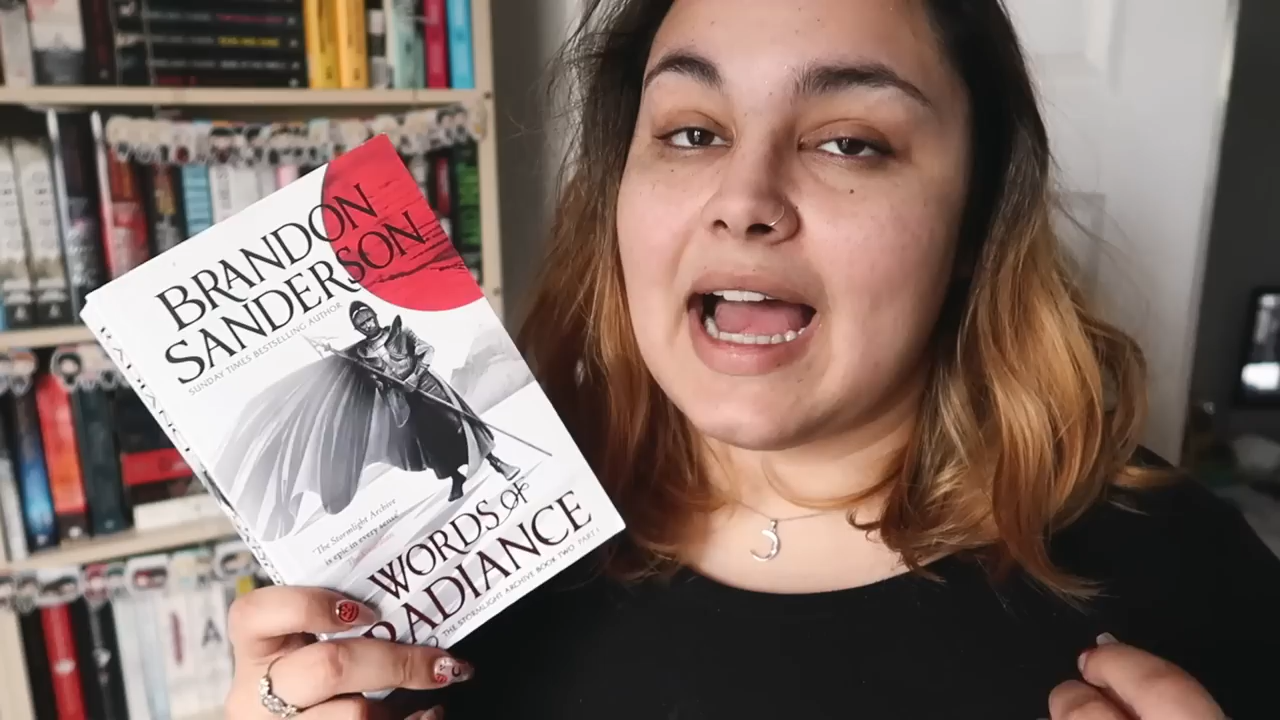 BRANDON
SANDERSON
SUNDAY TIMES BESTSELLING AUTHOR
'The Stormlight Archive
is epic in every sense'
WORDS OF
RADIANCE
THE STORMLIGHT ARCHIVE BOOK TWO PART 1